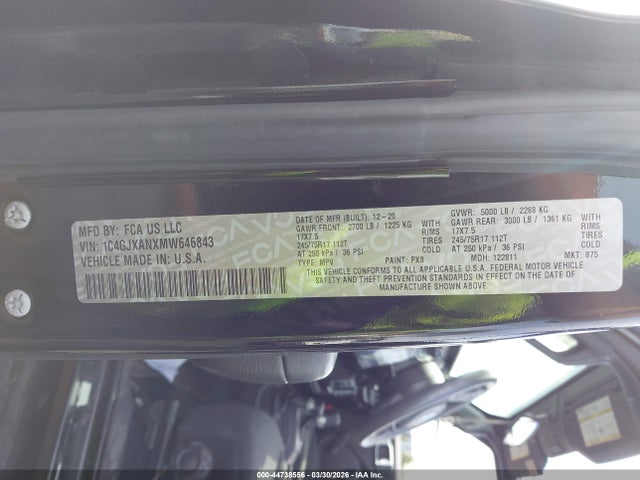 MFD BY: FCA US LLC
VIN: 1C4GJXANXMW646843
VEHICLE MADE IN: U.S.A.
DATE OF MFR (BUILT): 12-20
GAWR FRONT: 2700 LB / 1225 KG WITH
17X7.5 RIMS
245/75R17 112T TIRES
AT 250 kPa / 36 PSI COLD
GVWR: 5000 LB / 2268 KG
GAWR REAR: 3000 LB / 1361 KG WITH
17X7.5 RIMS
245/75R17 112T TIRES
AT 250 kPa / 36 PSI COLD
TYPE: MPV PAINT: PX9 MDH: 122811 MKT: 875
THIS VEHICLE CONFORMS TO ALL APPLICABLE U.S.A. FEDERAL MOTOR VEHICLE
SAFETY AND THEFT PREVENTION STANDARDS IN EFFECT ON THE DATE OF
MANUFACTURE SHOWN ABOVE.
000-44738556 - 03/30/2026 - IAA Inc.